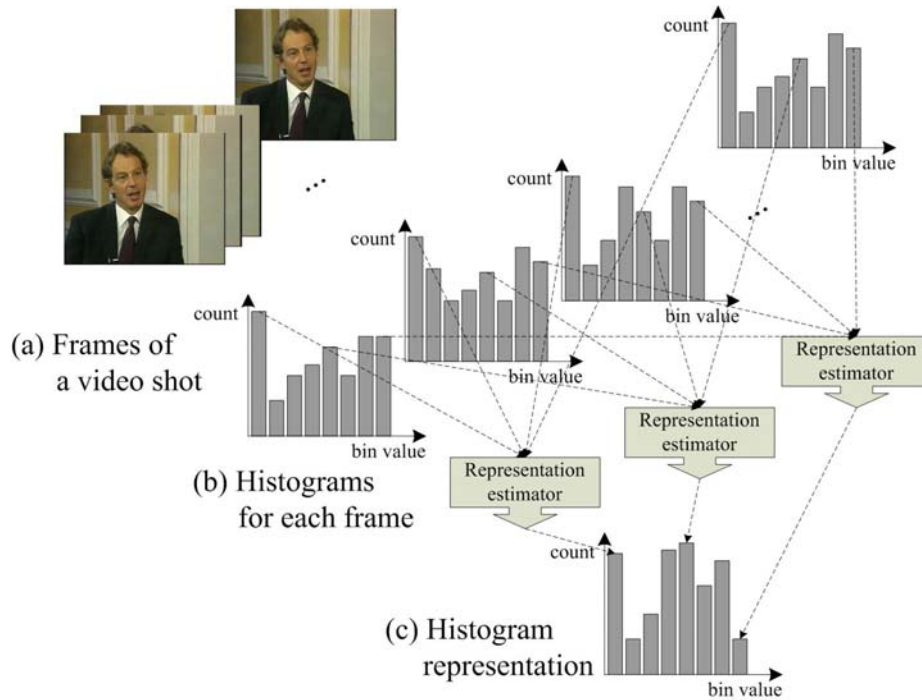 count
bin value
count
bin value
count
bin value
count
bin value
(a) Frames of
a video shot
(b) Histograms
for each frame
Representation
estimator
Representation
estimator
Representation
estimator
count
bin value
(c) Histogram
representation